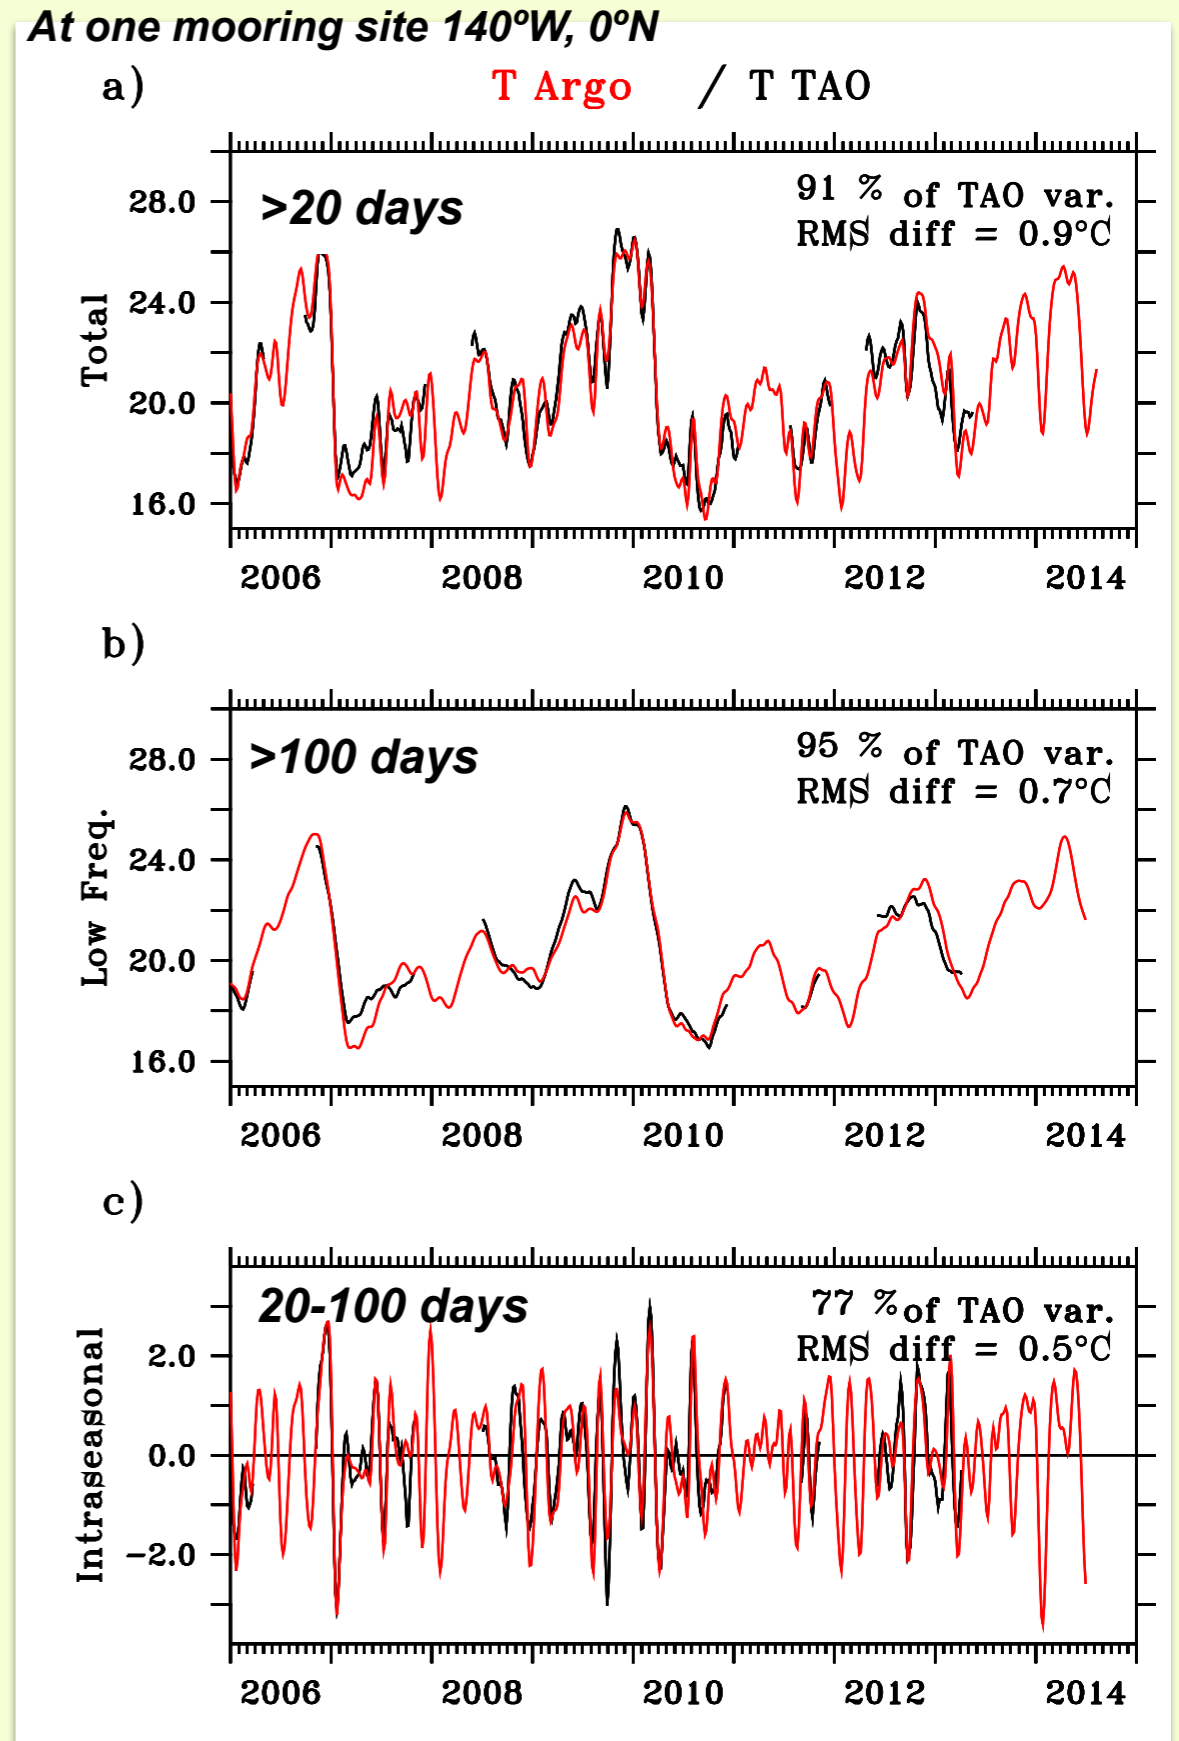 At one mooring site 140ºW, 0ºN
a)
T Argo / T TAO
>20 days
91 % of TAO var.
RMS diff = 0.9°C
Total
28.0
24.0
20.0
16.0
2006 2008 2010 2012 2014
b)
>100 days
95 % of TAO var.
RMS diff = 0.7°C
Low Freq.
28.0
24.0
20.0
16.0
2006 2008 2010 2012 2014
c)
20-100 days
77 % of TAO var.
RMS diff = 0.5°C
Intraseasonal
2.0
0.0
−2.0
2006 2008 2010 2012 2014